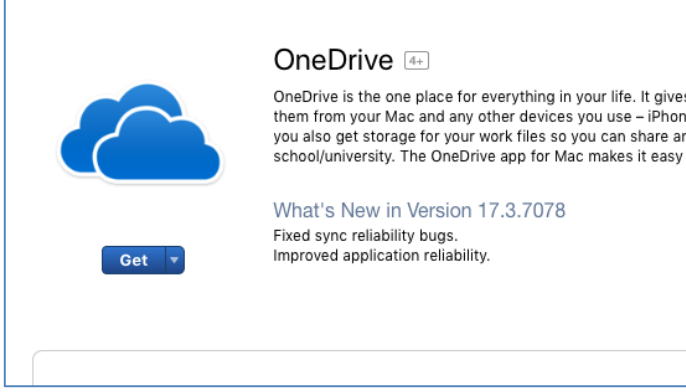 OneDrive 4+
OneDrive is the one place for everything in your life. It gives
them from your Mac and any other devices you use – iPhon
you also get storage for your work files so you can share an
school/university. The OneDrive app for Mac makes it easy
What's New in Version 17.3.7078
Fixed sync reliability bugs.
Improved application reliability.
Get